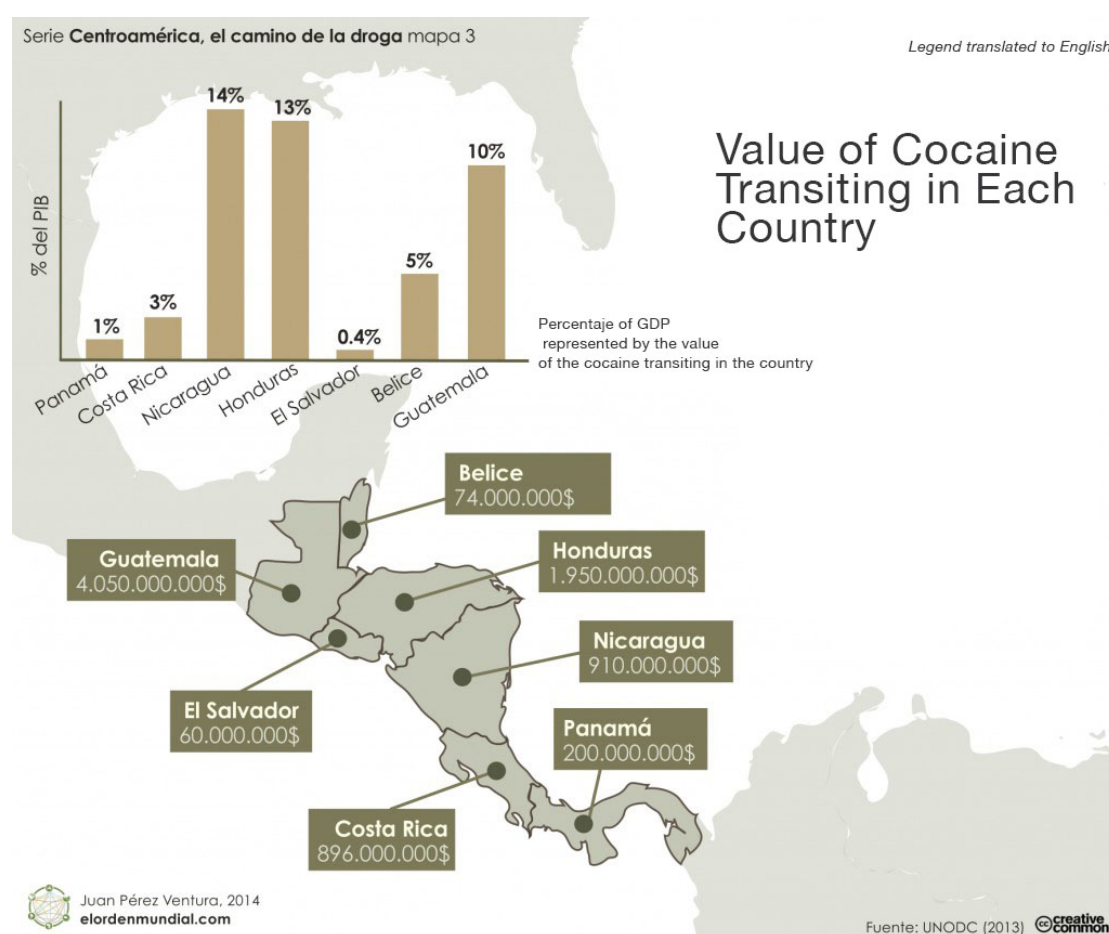 Serie Centroamérica, el camino de la droga mapa 3
Legend translated to English
Value of Cocaine
Transiting in Each
Country
% del PIB
14%
13%
10%
5%
3%
1%
0.4%
Panamá
Costa Rica
Nicaragua
Honduras
El Salvador
Belice
Guatemala
Percentaje of GDP
represented by the value
of the cocaine transiting in the country
Belice
74.000.000$
Guatemala
4.050.000.000$
Honduras
1.950.000.000$
Nicaragua
910.000.000$
El Salvador
60.000.000$
Panamá
200.000.000$
Costa Rica
896.000.000$
Juan Pérez Ventura, 2014
elordenmundial.com
Fuente: UNODC (2013)
cc creative
common